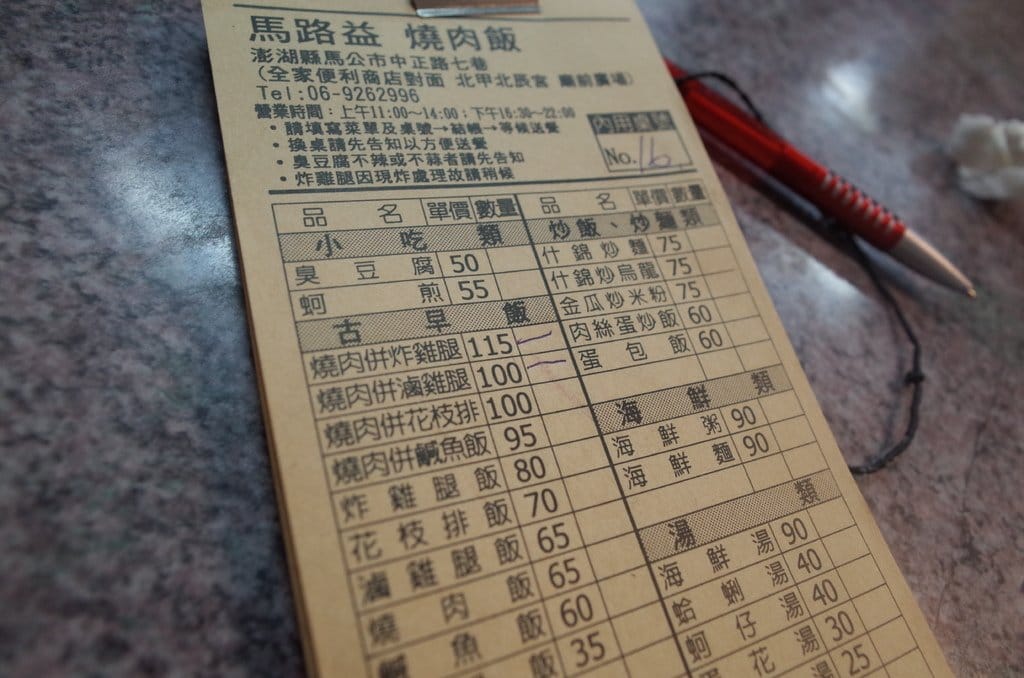 馬路益 燒肉飯
澎湖縣馬公市中正路七巷
(全家便利商店對面 北甲北辰宮 廟前廣場)
Tel:06-9262996
營業時間:上午11:00~14:00;下午16:30~22:00
•請填寫菜單及桌號→結帳→等候送餐
•換桌請先告知以方便送餐
•臭豆腐不辣或不蒜者請先告知
•炸雞腿因現炸處理故請稍候
內用桌號
No. 16
品名 單價 數量
小吃類
臭豆腐 50
蚵煎 55
古早飯
燒肉併炸雞腿 115 一
燒肉併滷雞腿 100 一
燒肉併花枝排 100
燒肉併鹹魚飯 95
炸雞腿飯 80
花枝排飯 70
滷雞腿飯 65
燒肉飯 65
鹹魚飯 60
飯 35
品名 單價 數量
炒飯、炒麵類
什錦炒麵 75
什錦炒烏龍 75
金瓜炒米粉 75
肉絲蛋炒飯 60
蛋包飯 60
海鮮類
海鮮粥 90
海鮮麵 90
湯類
海鮮湯 90
蛤蜊湯 40
蚵仔湯 40
花湯 30
25